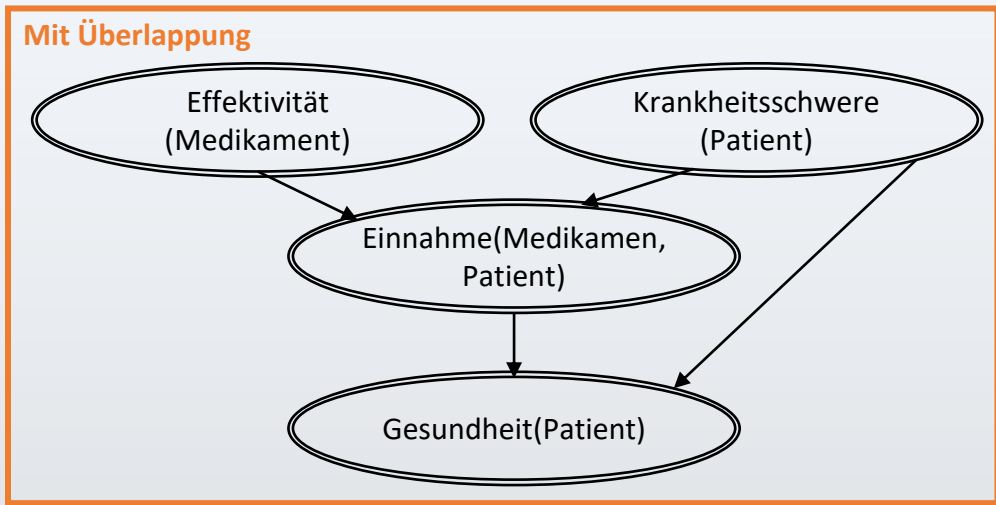 Mit Überlappung
Effektivität
(Medikament)
Krankheitsschwere
(Patient)
Einnahme(Medikamen,
Patient)
Gesundheit(Patient)